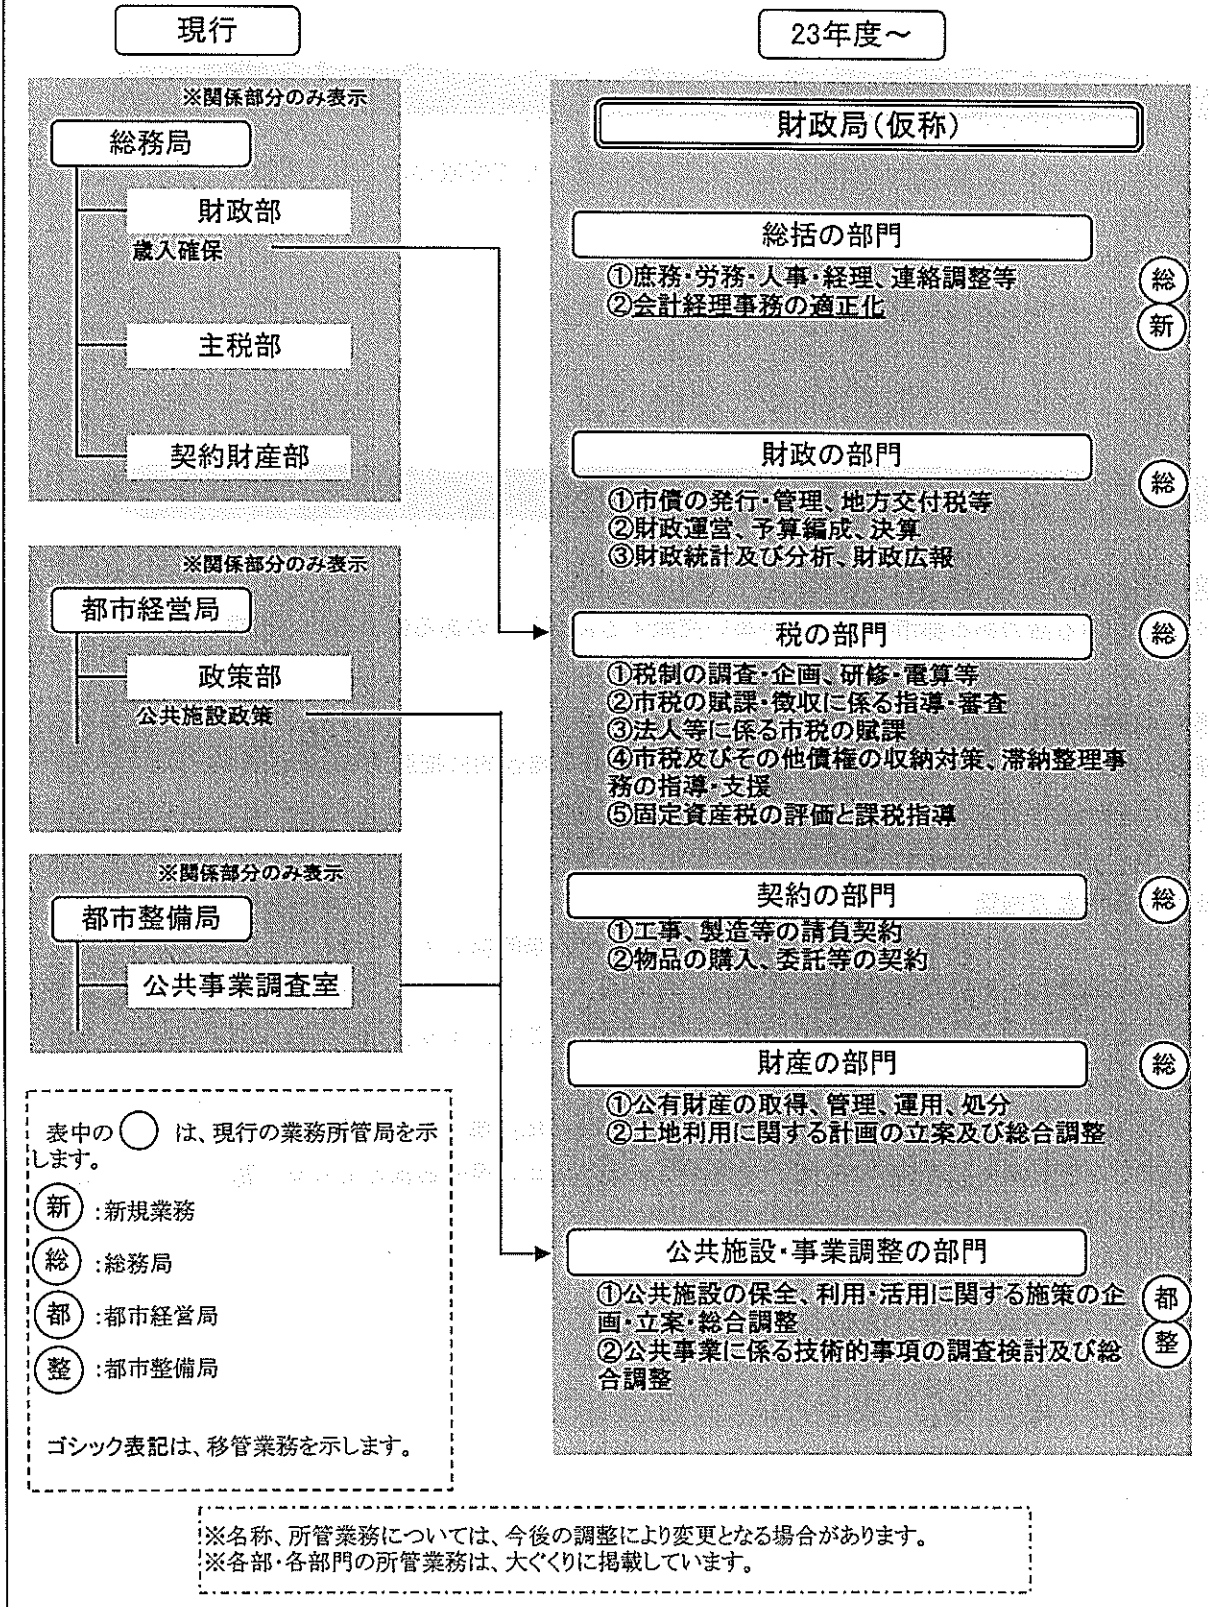 現行
※関係部分のみ表示
総務局
財政部
歳入確保
主税部
契約財産部
※関係部分のみ表示
都市経営局
政策部
公共施設政策
※関係部分のみ表示
都市整備局
公共事業調査室
表中の◯ は、現行の業務所管局を示
します。
新 :新規業務
総 :総務局
都 :都市経営局
整 :都市整備局
ゴシック表記は、移管業務を示します。
23年度～
財政局(仮称)
総括の部門
①庶務・労務・人事・経理、連絡調整等
②会計経理事務の適正化
総
新
財政の部門
総
①市債の発行・管理、地方交付税等
②財政運営、予算編成、決算
③財政統計及び分析、財政広報
税の部門
総
①税制の調査・企画、研修・電算等
②市税の賦課・徴収に係る指導・審査
③法人等に係る市税の賦課
④市税及びその他債権の収納対策、滞納整理事
務の指導・支援
⑤固定資産税の評価と課税指導
契約の部門
総
①工事、製造等の請負契約
②物品の購入、委託等の契約
財産の部門
総
①公有財産の取得、管理、運用、処分
②土地利用に関する計画の立案及び総合調整
公共施設・事業調整の部門
①公共施設の保全、利用・活用に関する施策の企
画・立案・総合調整
②公共事業に係る技術的事項の調査検討及び総
合調整
都
整
※名称、所管業務については、今後の調整により変更となる場合があります。
※各部・各部門の所管業務は、大ぐくりに掲載しています。